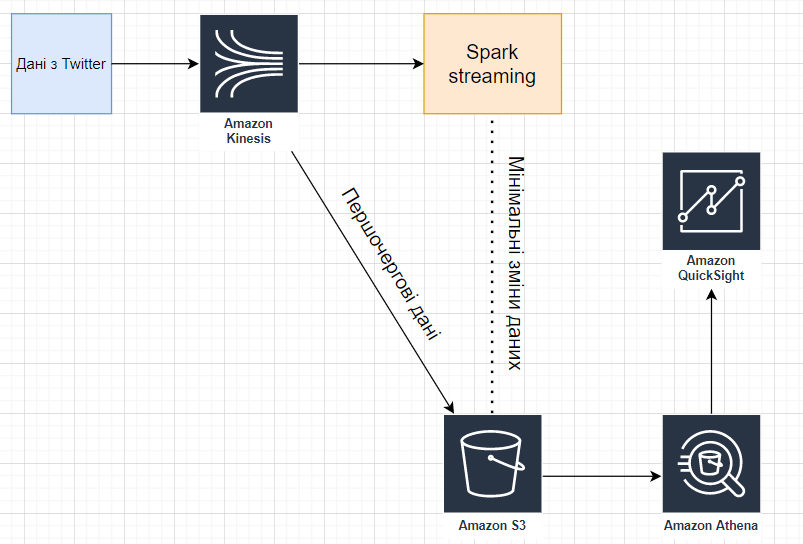 Дані з Twitter
Amazon
Kinesis
Spark
streaming
Першочергові дані
Мінімальні зміни даних
Amazon
QuickSight
Amazon S3
Amazon Athena